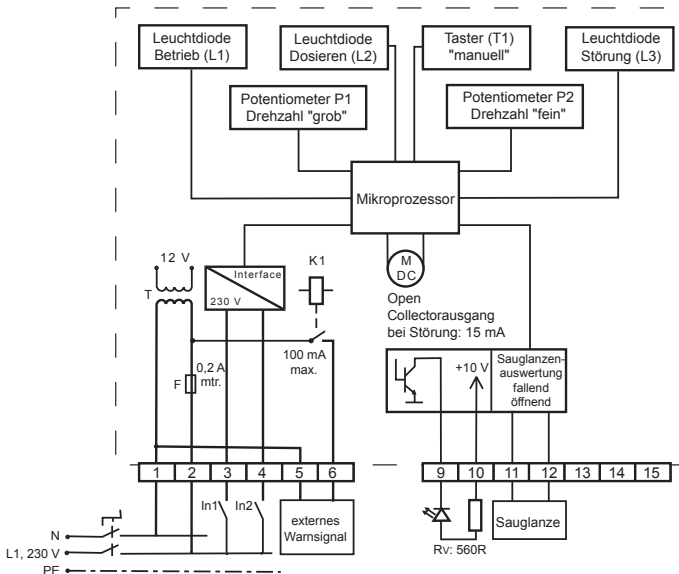 Leuchtdiode
Betrieb (L1)
Leuchtdiode
Dosieren (L2)
Taster (T1)
"manuell"
Leuchtdiode
Störung (L3)
Potentiometer P1
Drehzahl "grob"
Potentiometer P2
Drehzahl "fein"
Mikroprozessor
12 V
T
Interface
230 V
K1
M
DC
Open
Collectorausgang
bei Störung: 15 mA
100 mA
max.
F
0,2 A
mtr.
+10 V
Sauglanzen-
auswertung
fallend
öffnend
1 2 3 4 5 6
9 10 11 12 13 14 15
In1
In2
externes
Warnsignal
Sauglanze
RV: 560R
N
L1, 230 V
PE